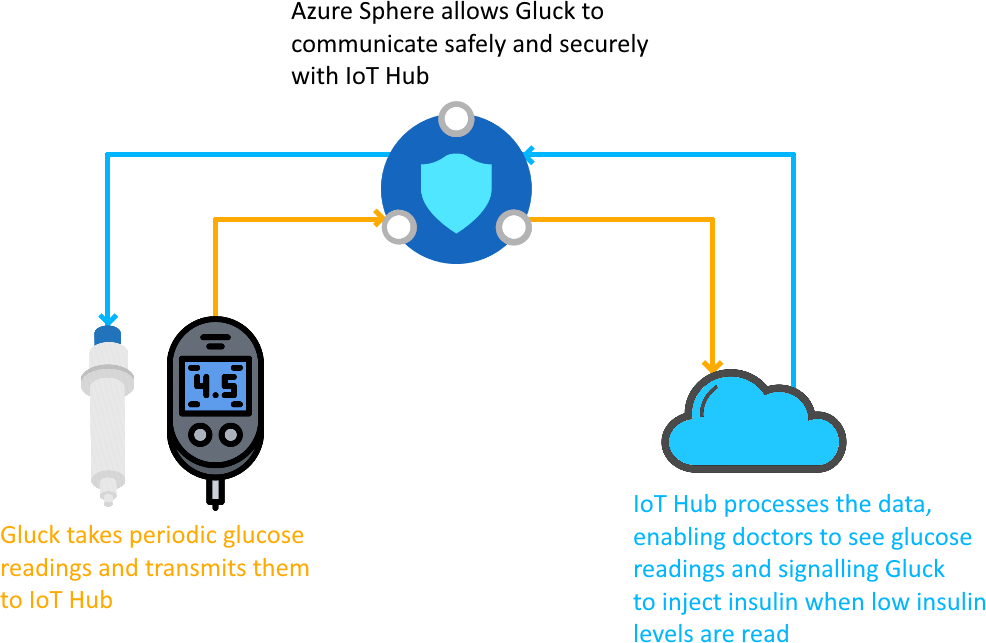 Azure Sphere allows Gluck to
communicate safely and securely
with IoT Hub
4.5
Gluck takes periodic glucose
readings and transmits them
to IoT Hub
IoT Hub processes the data,
enabling doctors to see glucose
readings and signalling Gluck
to inject insulin when low insulin
levels are read